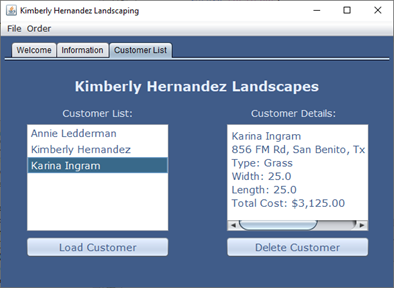 Kimberly Hernandez Landscaping
File Order
Welcome Information Customer List
Kimberly Hernandez Landscapes
Customer List:
Annie Ledderman
Kimberly Hernandez
Karina Ingram
Load Customer
Customer Details:
Karina Ingram
856 FM Rd, San Benito, Tx
Type: Grass
Width: 25.0
Length: 25.0
Total Cost: $3,125.00
Delete Customer